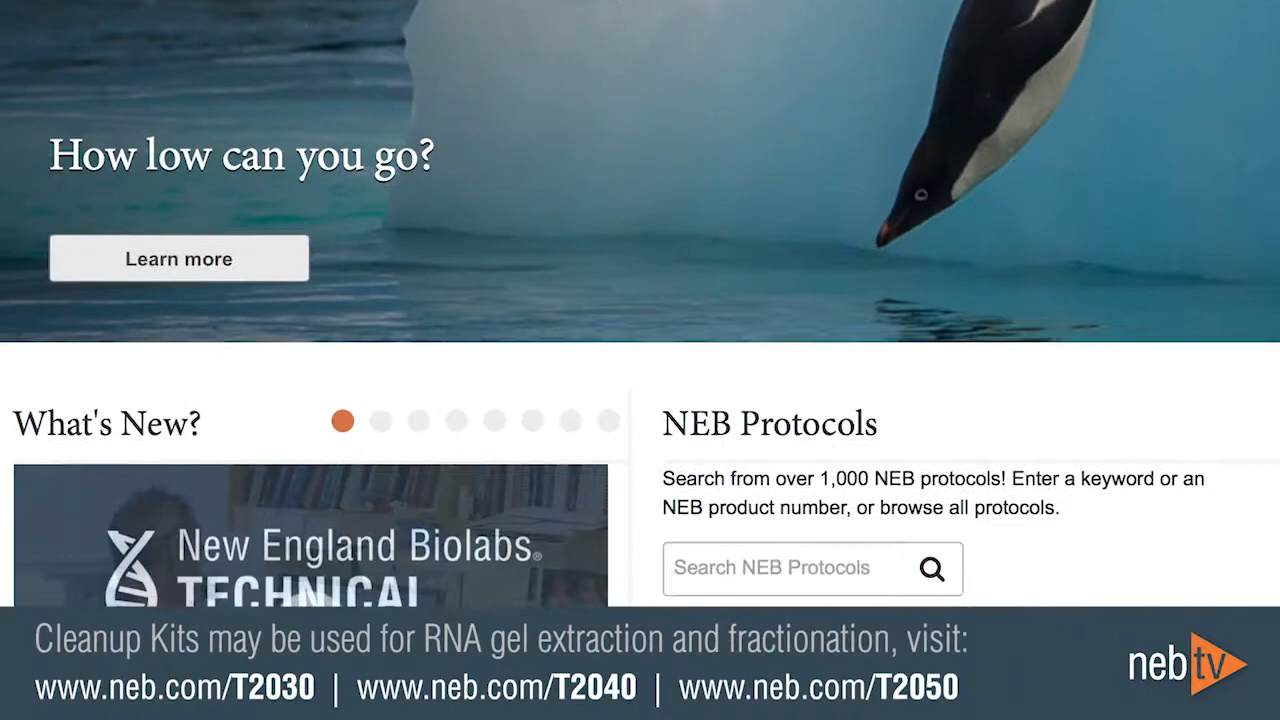 How low can you go?
Learn more
What's New?
New England Biolabs®
TECHNICAL
NEB Protocols
Search from over 1,000 NEB protocols! Enter a keyword or an
NEB product number, or browse all protocols.
Search NEB Protocols
Cleanup Kits may be used for RNA gel extraction and fractionation, visit:
www.neb.com/T2030 | www.neb.com/T2040 | www.neb.com/T2050
nebtv